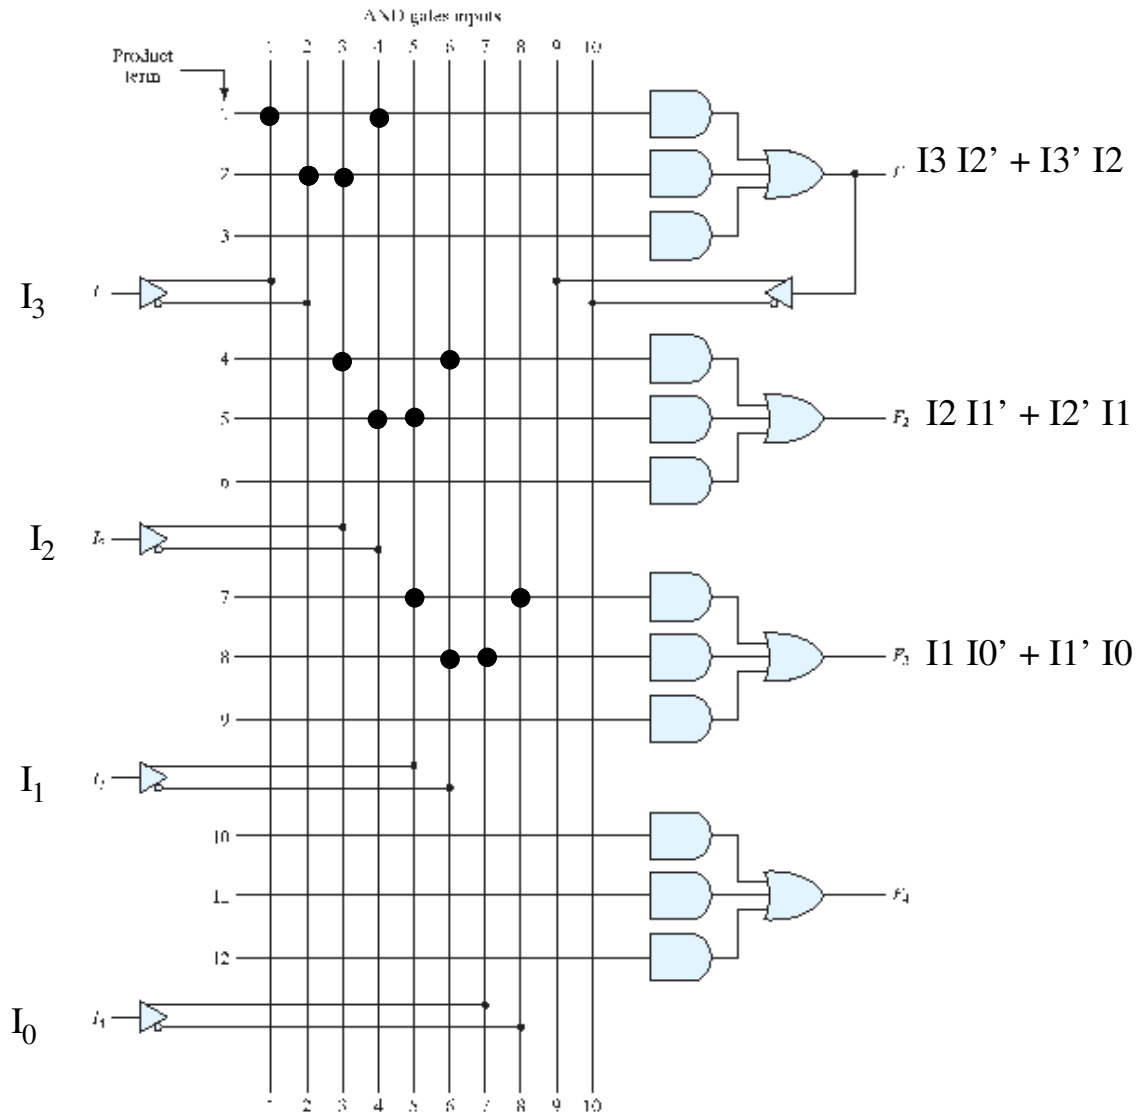 AND gates inputs
1 2 3 4 5 6 7 8 9 10
Product
term
1
2
I3 I2’ + I3’ I2
3
I3
4
5
F2 I2 I1’ + I2’ I1
6
I2
7
8
F3 I1 I0’ + I1’ I0
9
I1
10
11
F4
12
I0
1 2 3 4 5 6 7 8 9 10